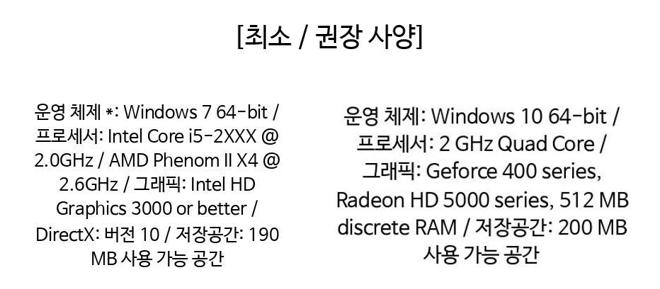 [최소 / 권장 사양]
운영 체제 *: Windows 7 64-bit /
프로세서: Intel Core i5-2XXX @
2.0GHz / AMD Phenom II X4 @
2.6GHz / 그래픽: Intel HD
Graphics 3000 or better /
DirectX: 버전 10 / 저장공간: 190
MB 사용 가능 공간
운영 체제: Windows 10 64-bit /
프로세서: 2 GHz Quad Core /
그래픽: Geforce 400 series,
Radeon HD 5000 series, 512 MB
discrete RAM / 저장공간: 200 MB
사용 가능 공간